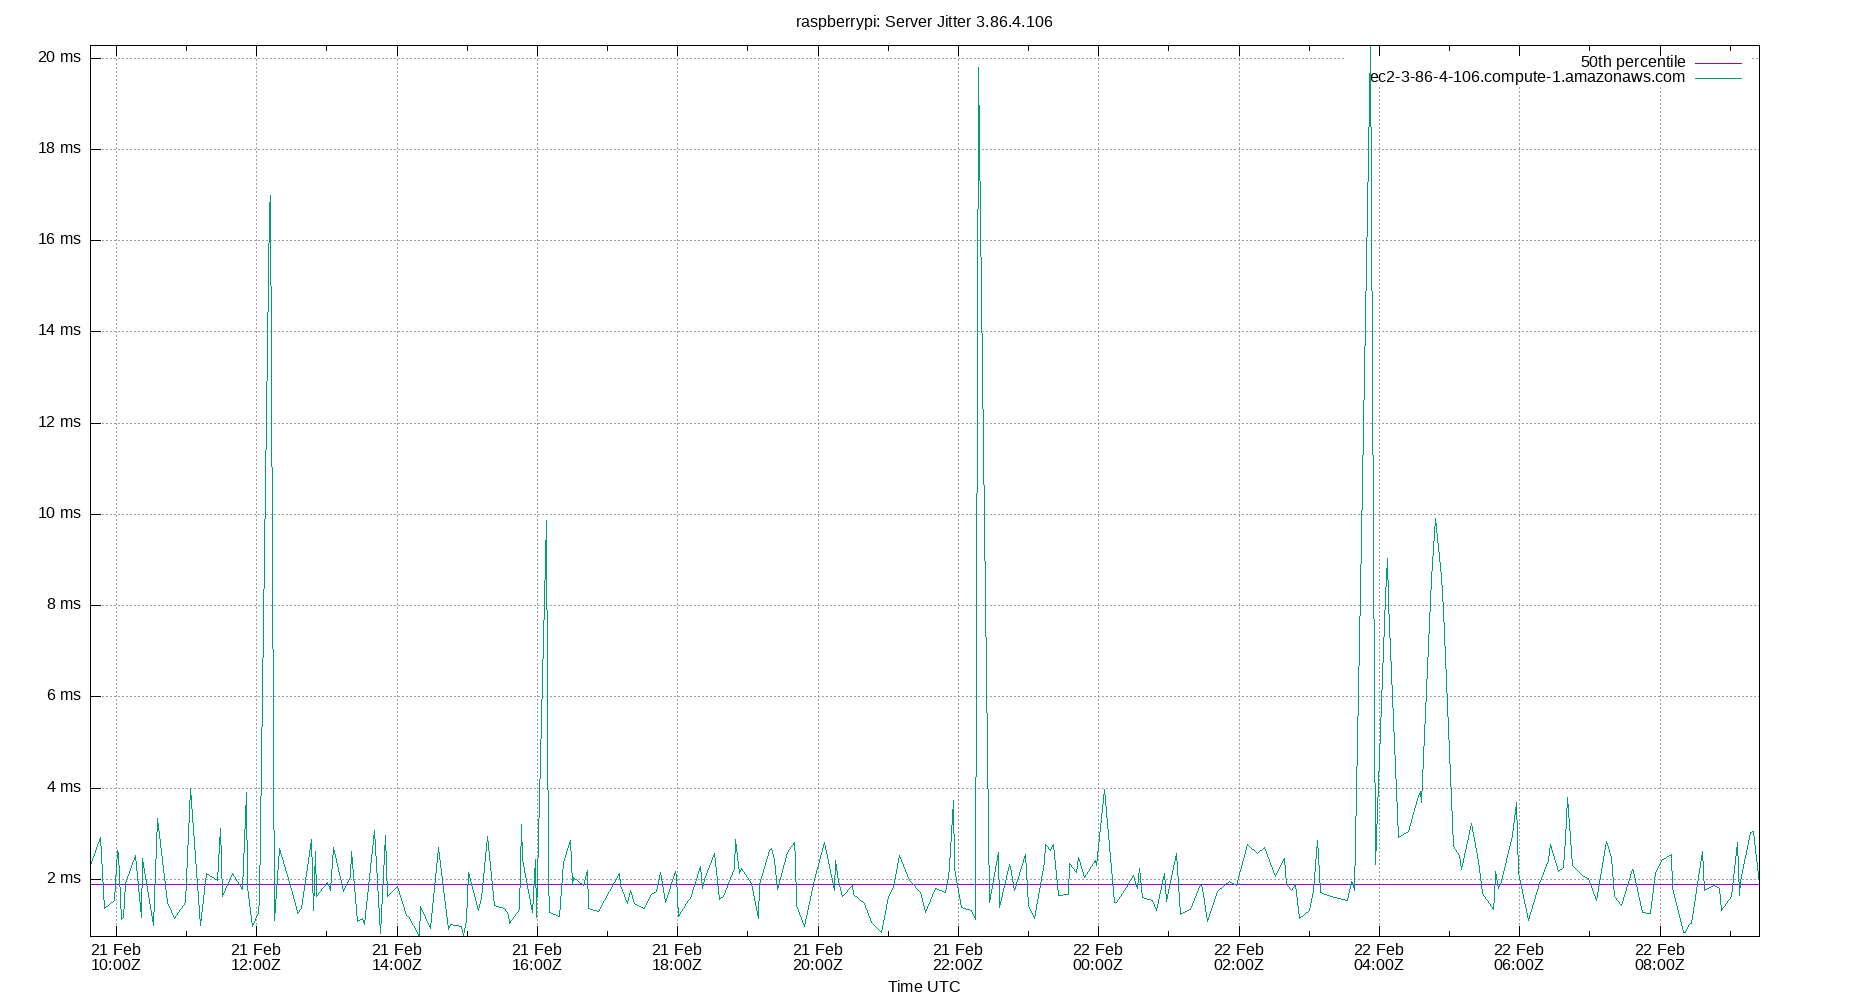 raspberrypi: Server Jitter 3.86.4.106
20 ms
18 ms
16 ms
14 ms
12 ms
10 ms
8 ms
6 ms
4 ms
2 ms
50th percentile
ec2-3-86-4-106.compute-1.amazonaws.com
21 Feb 21 Feb 21 Feb 21 Feb 21 Feb 21 Feb 21 Feb 22 Feb 22 Feb 22 Feb 22 Feb 22 Feb
10:00Z 12:00Z 14:00Z 16:00Z 18:00Z 20:00Z 22:00Z 00:00Z 02:00Z 04:00Z 06:00Z 08:00Z
Time UTC